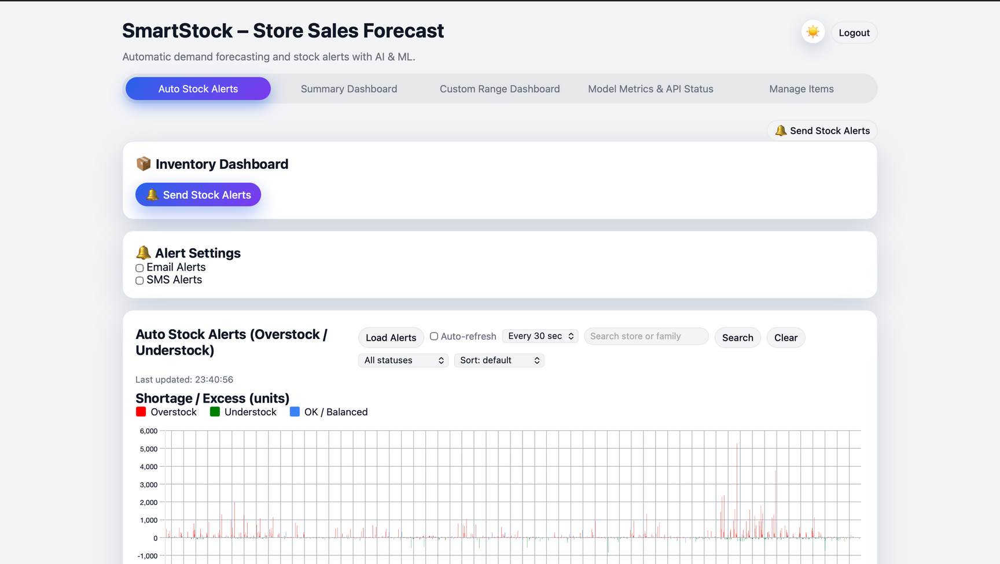 SmartStock – Store Sales Forecast
Logout
Automatic demand forecasting and stock alerts with AI & ML.
Auto Stock Alerts
Summary Dashboard
Custom Range Dashboard
Model Metrics & API Status
Manage Items
Send Stock Alerts
Inventory Dashboard
Send Stock Alerts
Alert Settings
Email Alerts
SMS Alerts
Auto Stock Alerts (Overstock /
Understock)
Load Alerts
Auto-refresh
Every 30 sec
Search store or family
Search
Clear
All statuses
Sort: default
Last updated: 23:40:56
Shortage / Excess (units)
Overstock
Understock
OK / Balanced
6,000
5,000
4,000
3,000
2,000
1,000
0
-1,000